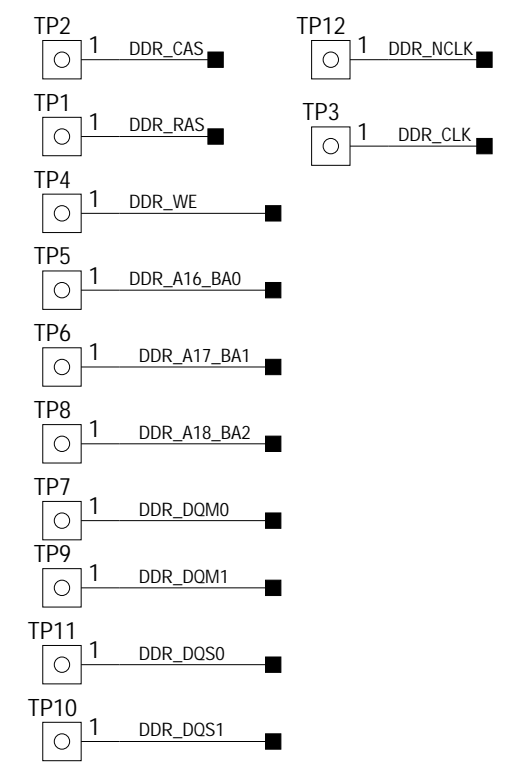 TP2
1 DDR_CAS
TP1
1 DDR_RAS
TP4
1 DDR_WE
TP5
1 DDR_A16_BA0
TP6
1 DDR_A17_BA1
TP8
1 DDR_A18_BA2
TP7
1 DDR_DQM0
TP9
1 DDR_DQM1
TP11
1 DDR_DQS0
TP10
1 DDR_DQS1
TP12
1 DDR_NCLK
TP3
1 DDR_CLK